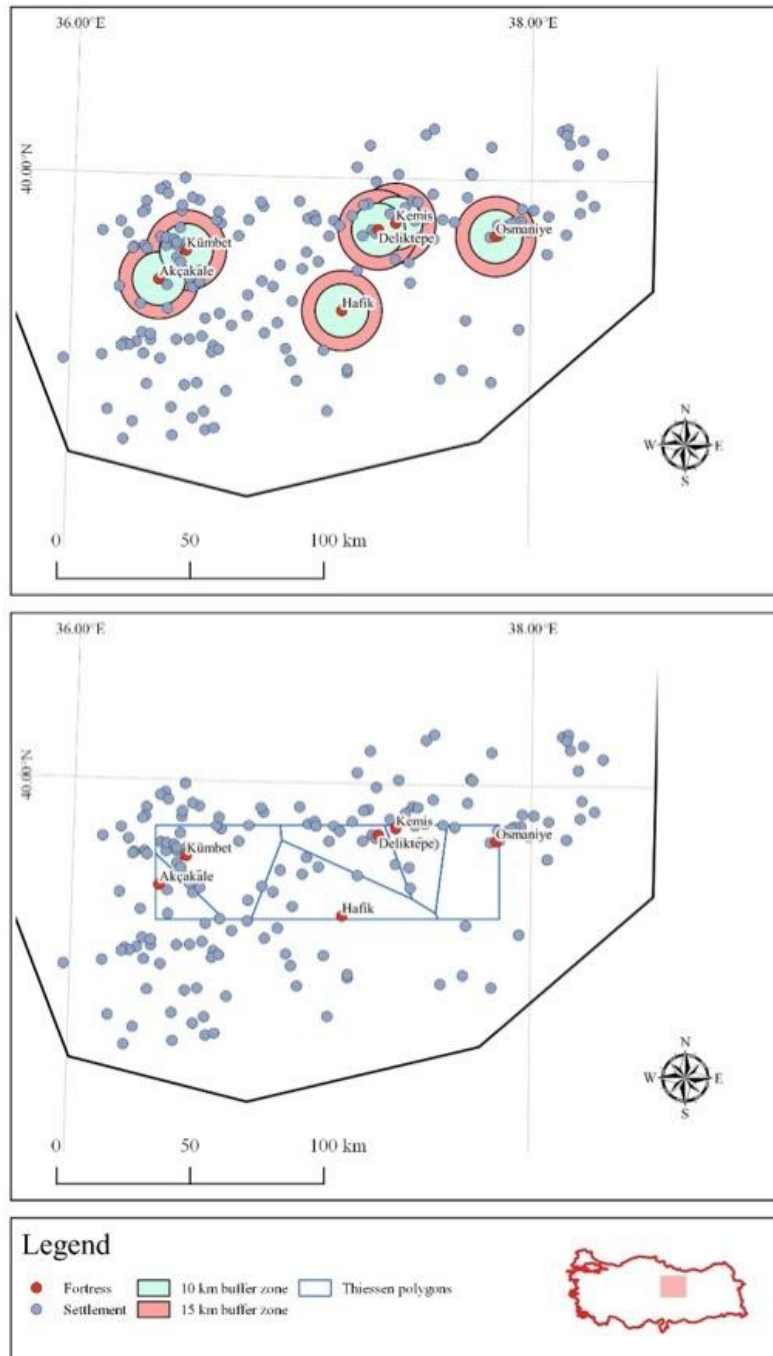 36.00°E 38.00°E
40.00°N
Kümbet
Akçakale
Kemis
Deliktepe
Osmaniye
Hafik
N
W E
S
0 50 100 km
36.00°E 38.00°E
40.00°N
Kümbet
Akçakale
Kemis
Deliktepe
Osmaniye
Hafik
N
W E
S
0 50 100 km
Legend
Fortress 10 km buffer zone Thiessen polygons
Settlement 15 km buffer zone